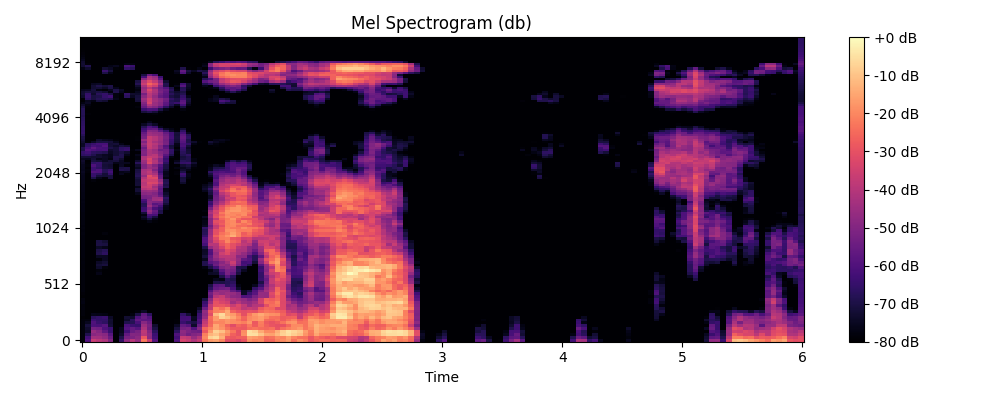 Mel Spectrogram (db)
Hz
8192
4096
2048
1024
512
0
0 1 2 3 4 5 6
Time
+0 dB
-10 dB
-20 dB
-30 dB
-40 dB
-50 dB
-60 dB
-70 dB
-80 dB